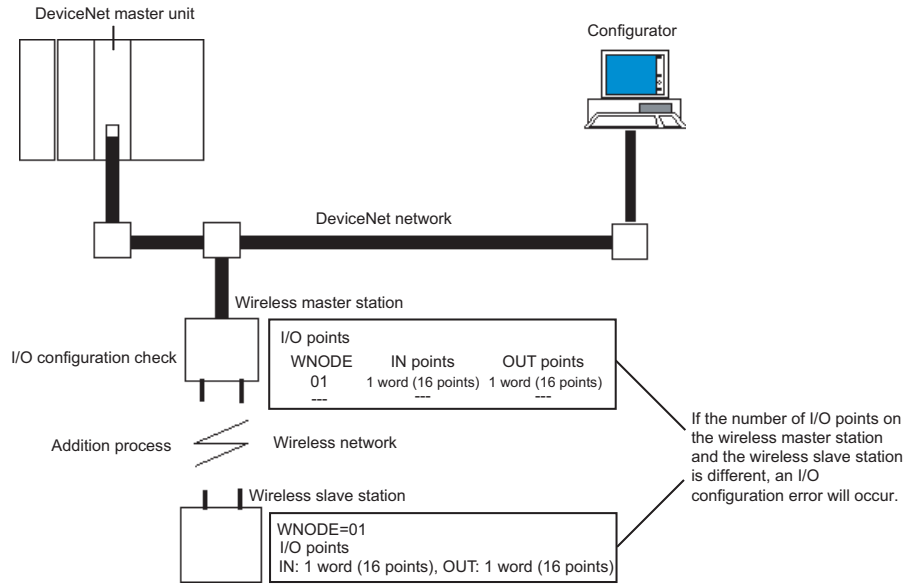 DeviceNet master unit
Configurator
DeviceNet network
Wireless master station
I/O configuration check
I/O points
WNODE IN points OUT points
01 1 word (16 points) 1 word (16 points)
--- --- ---
If the number of I/O points on
the wireless master station
and the wireless slave station
is different, an I/O
configuration error will occur.
Addition process
Wireless network
Wireless slave station
WNODE=01
I/O points
IN: 1 word (16 points), OUT: 1 word (16 points)